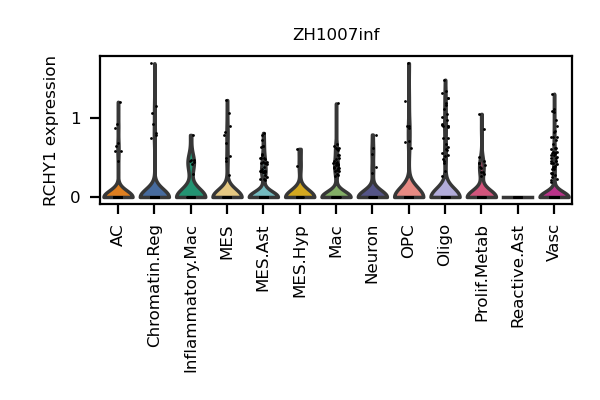 ZH1007inf
RCHY1 expression
1
0
AC
Chromatin.Reg
Inflammatory.Mac
MES
MES.Ast
MES.Hyp
Mac
Neuron
OPC
Oligo
Prolif.Metab
Reactive.Ast
Vasc